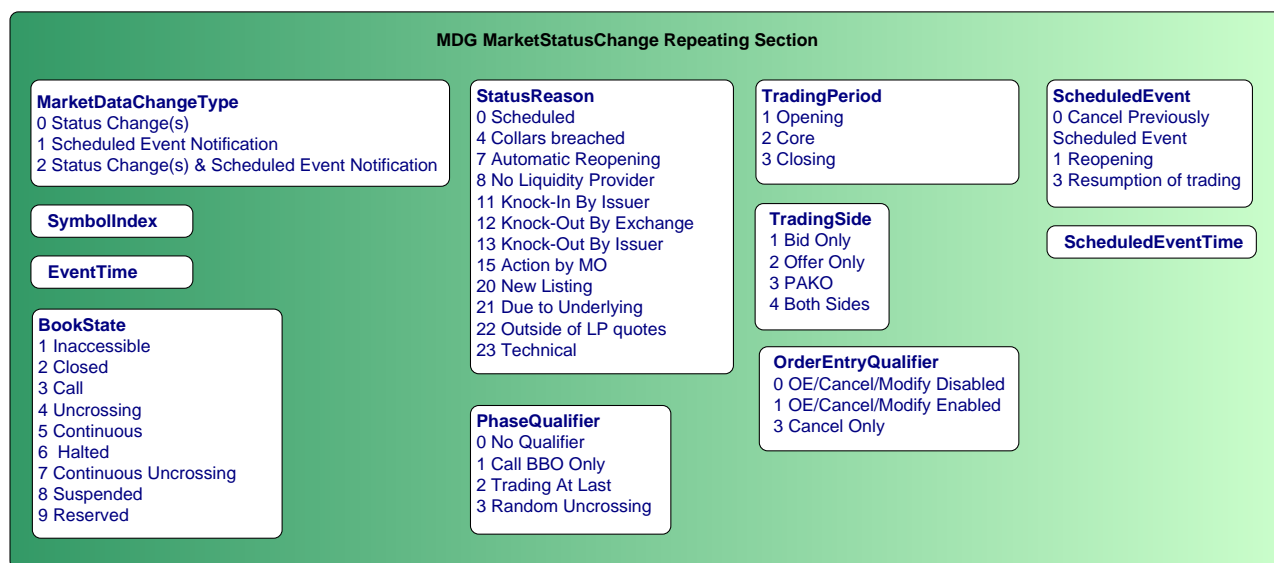 MDG MarketStatusChange Repeating Section
MarketDataChangeType
0 Status Change(s)
1 Scheduled Event Notification
2 Status Change(s) & Scheduled Event Notification
SymbolIndex
EventTime
BookState
1 Inaccessible
2 Closed
3 Call
4 Uncrossing
5 Continuous
6 Halted
7 Continuous Uncrossing
8 Suspended
9 Reserved
StatusReason
0 Scheduled
4 Collars breached
7 Automatic Reopening
8 No Liquidity Provider
11 Knock-In By Issuer
12 Knock-Out By Exchange
13 Knock-Out By Issuer
15 Action by MO
20 New Listing
21 Due to Underlying
22 Outside of LP quotes
23 Technical
PhaseQualifier
0 No Qualifier
1 Call BBO Only
2 Trading At Last
3 Random Uncrossing
TradingPeriod
1 Opening
2 Core
3 Closing
TradingSide
1 Bid Only
2 Offer Only
3 PAKO
4 Both Sides
OrderEntryQualifier
0 OE/Cancel/Modify Disabled
1 OE/Cancel/Modify Enabled
3 Cancel Only
ScheduledEvent
0 Cancel Previously
Scheduled Event
1 Reopening
3 Resumption of trading
ScheduledEventTime